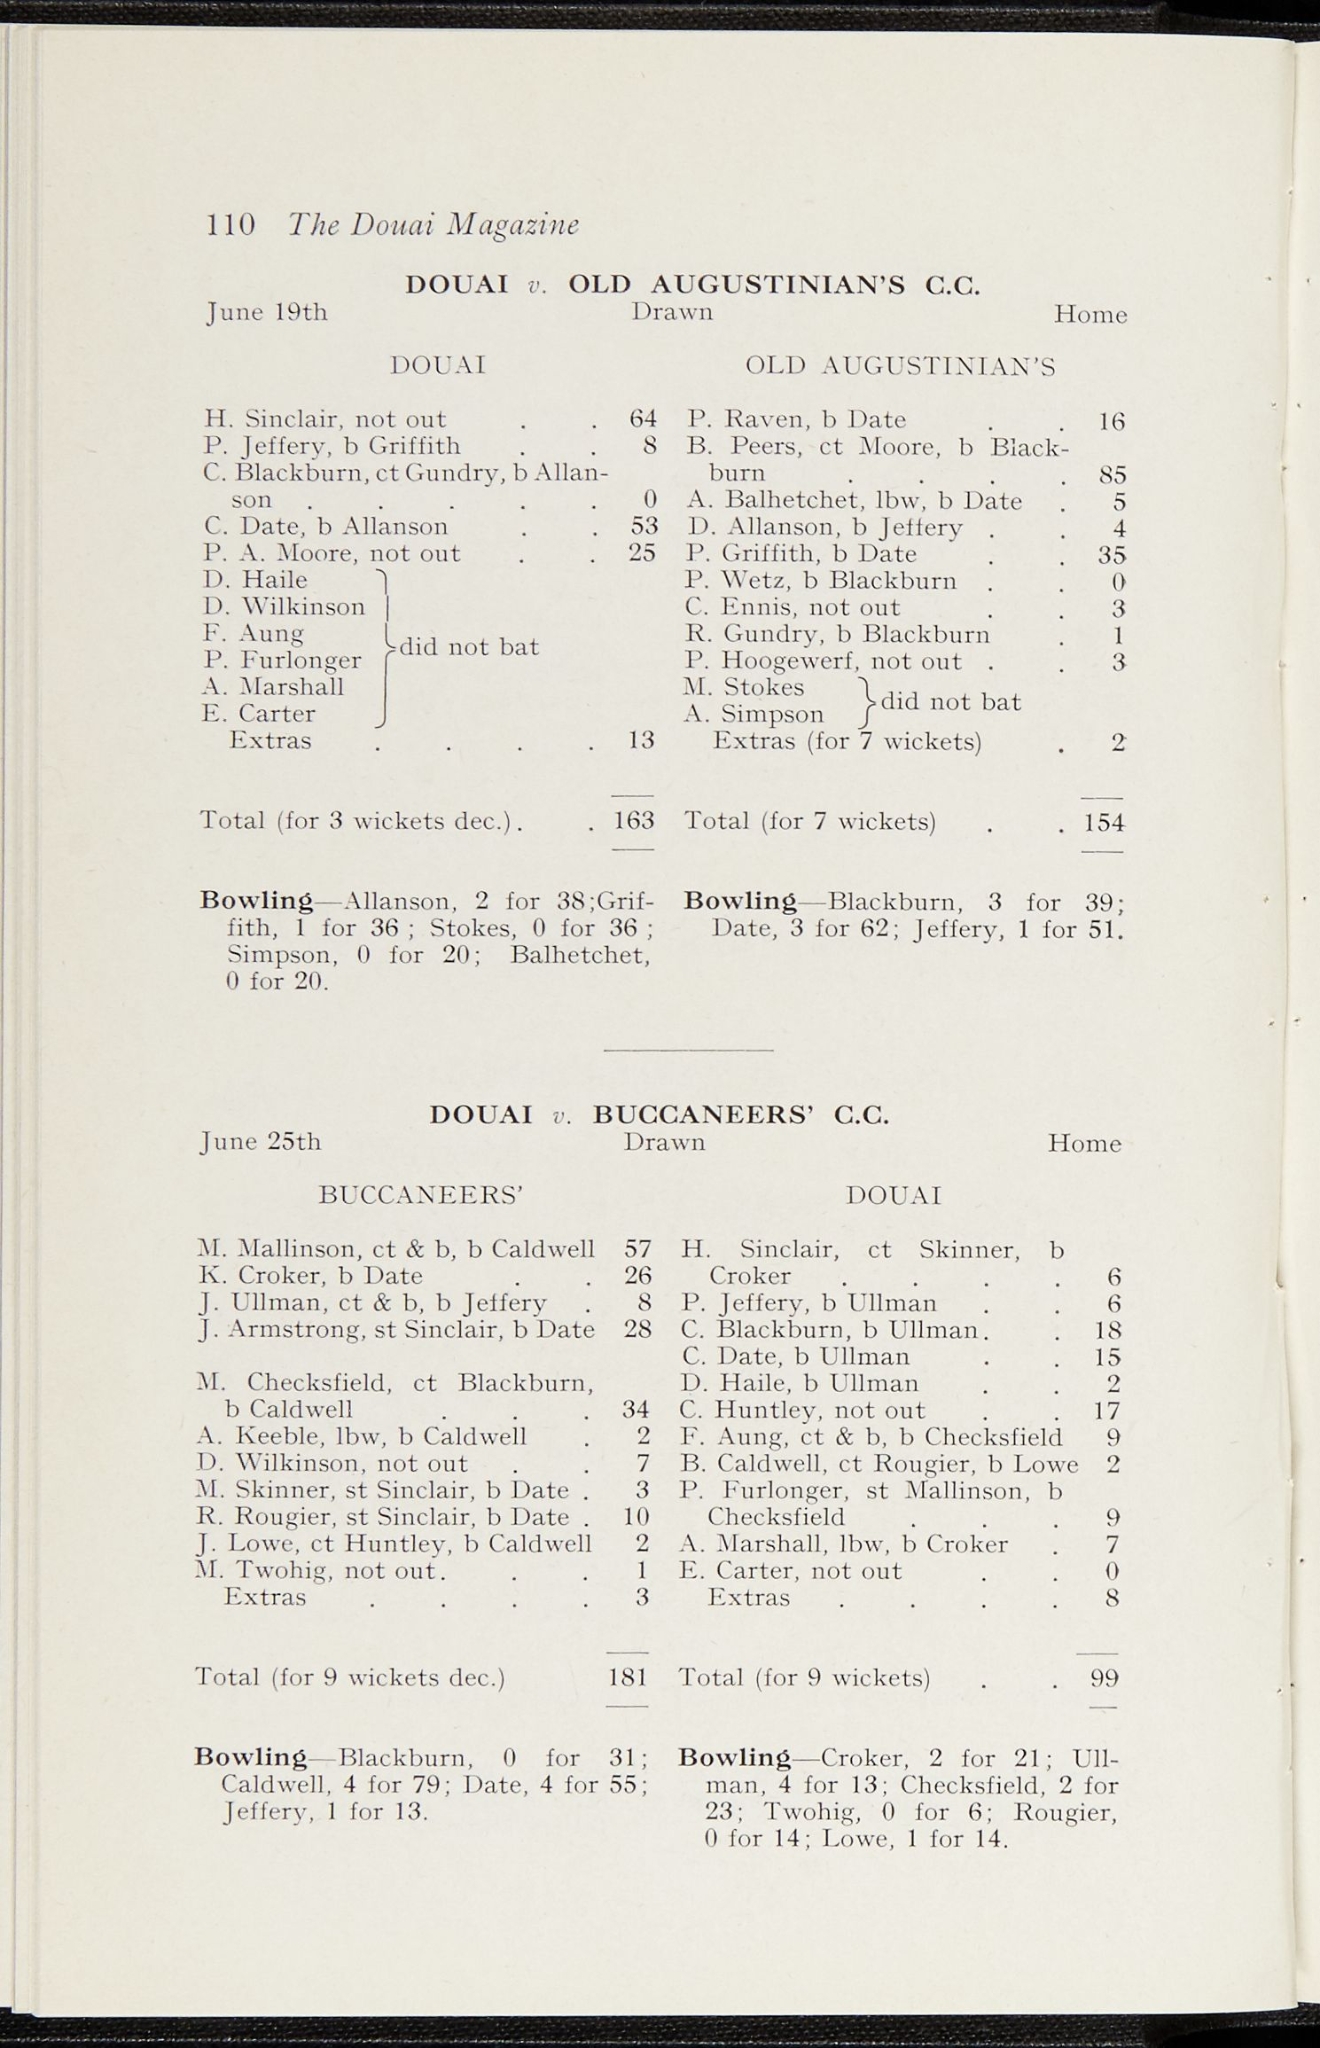 110 The Douai Magazine
DOUAI v. OLD AUGUSTINIAN'S C.C.
June 19th Drawn Home
DOUAI
H. Sinclair, not out . . 64
P. Jeffery, b Griffith . . 8
C. Blackburn, ct Gundry, b Allan-
son . . . . . 0
C. Date, b Allanson . . 53
P. A. Moore, not out . . 25
D. Haile
D. Wilkinson
F. Aung
did not bat
P. Furlonger
A. Marshall
E. Carter
Extras . . . . 13
Total (for 3 wickets dec.) . . 163
Bowling—Allanson, 2 for 38;Grif-
fith, 1 for 36 ; Stokes, 0 for 36 ;
Simpson, 0 for 20; Balhetchet,
0 for 20.
OLD AUGUSTINIAN'S
P. Raven, b Date . . 16
B. Peers, ct Moore, b Black-
burn . . . . 85
A. Balhetchet, lbw, b Date . 5
D. Allanson, b Jeffery . . 4
P. Griffith, b Date . . 35
P. Wetz, b Blackburn . . 0
C. Ennis, not out . . 3
R. Gundry, b Blackburn . 1
P. Hoogewerf, not out . . 3
M. Stokes
did not bat
A. Simpson
Extras (for 7 wickets) . 2
Total (for 7 wickets) . . 154
Bowling—Blackburn, 3 for 39;
Date, 3 for 62; Jeffery, 1 for 51.
DOUAI v. BUCCANEERS' C.C.
June 25th Drawn Home
BUCCANEERS'
M. Mallinson, ct & b, b Caldwell 57
K. Croker, b Date . . 26
J. Ullman, ct & b, b Jeffery . 8
J. Armstrong, st Sinclair, b Date 28
M. Checksfield, ct Blackburn,
b Caldwell . . . 34
A. Keeble, lbw, b Caldwell . 2
D. Wilkinson, not out . . 7
M. Skinner, st Sinclair, b Date . 3
R. Rougier, st Sinclair, b Date . 10
J. Lowe, ct Huntley, b Caldwell 2
M. Twohig, not out . . . 1
Extras . . . . 3
Total (for 9 wickets dec.) 181
Bowling—Blackburn, 0 for 31;
Caldwell, 4 for 79; Date, 4 for 55;
Jeffery, 1 for 13.
DOUAI
H. Sinclair, ct Skinner, b
Croker . . . . 6
P. Jeffery, b Ullman . . 6
C. Blackburn, b Ullman . . 18
C. Date, b Ullman . . 15
D. Haile, b Ullman . . 2
C. Huntley, not out . . 17
F. Aung, ct & b, b Checksfield 9
B. Caldwell, ct Rougier, b Lowe 2
P. Furlonger, st Mallinson, b
Checksfield . . . 9
A. Marshall, lbw, b Croker . 7
E. Carter, not out . . 0
Extras . . . . 8
Total (for 9 wickets) . . 99
Bowling—Croker, 2 for 21; Ull-
man, 4 for 13; Checksfield, 2 for
23; Twohig, 0 for 6; Rougier,
0 for 14; Lowe, 1 for 14.